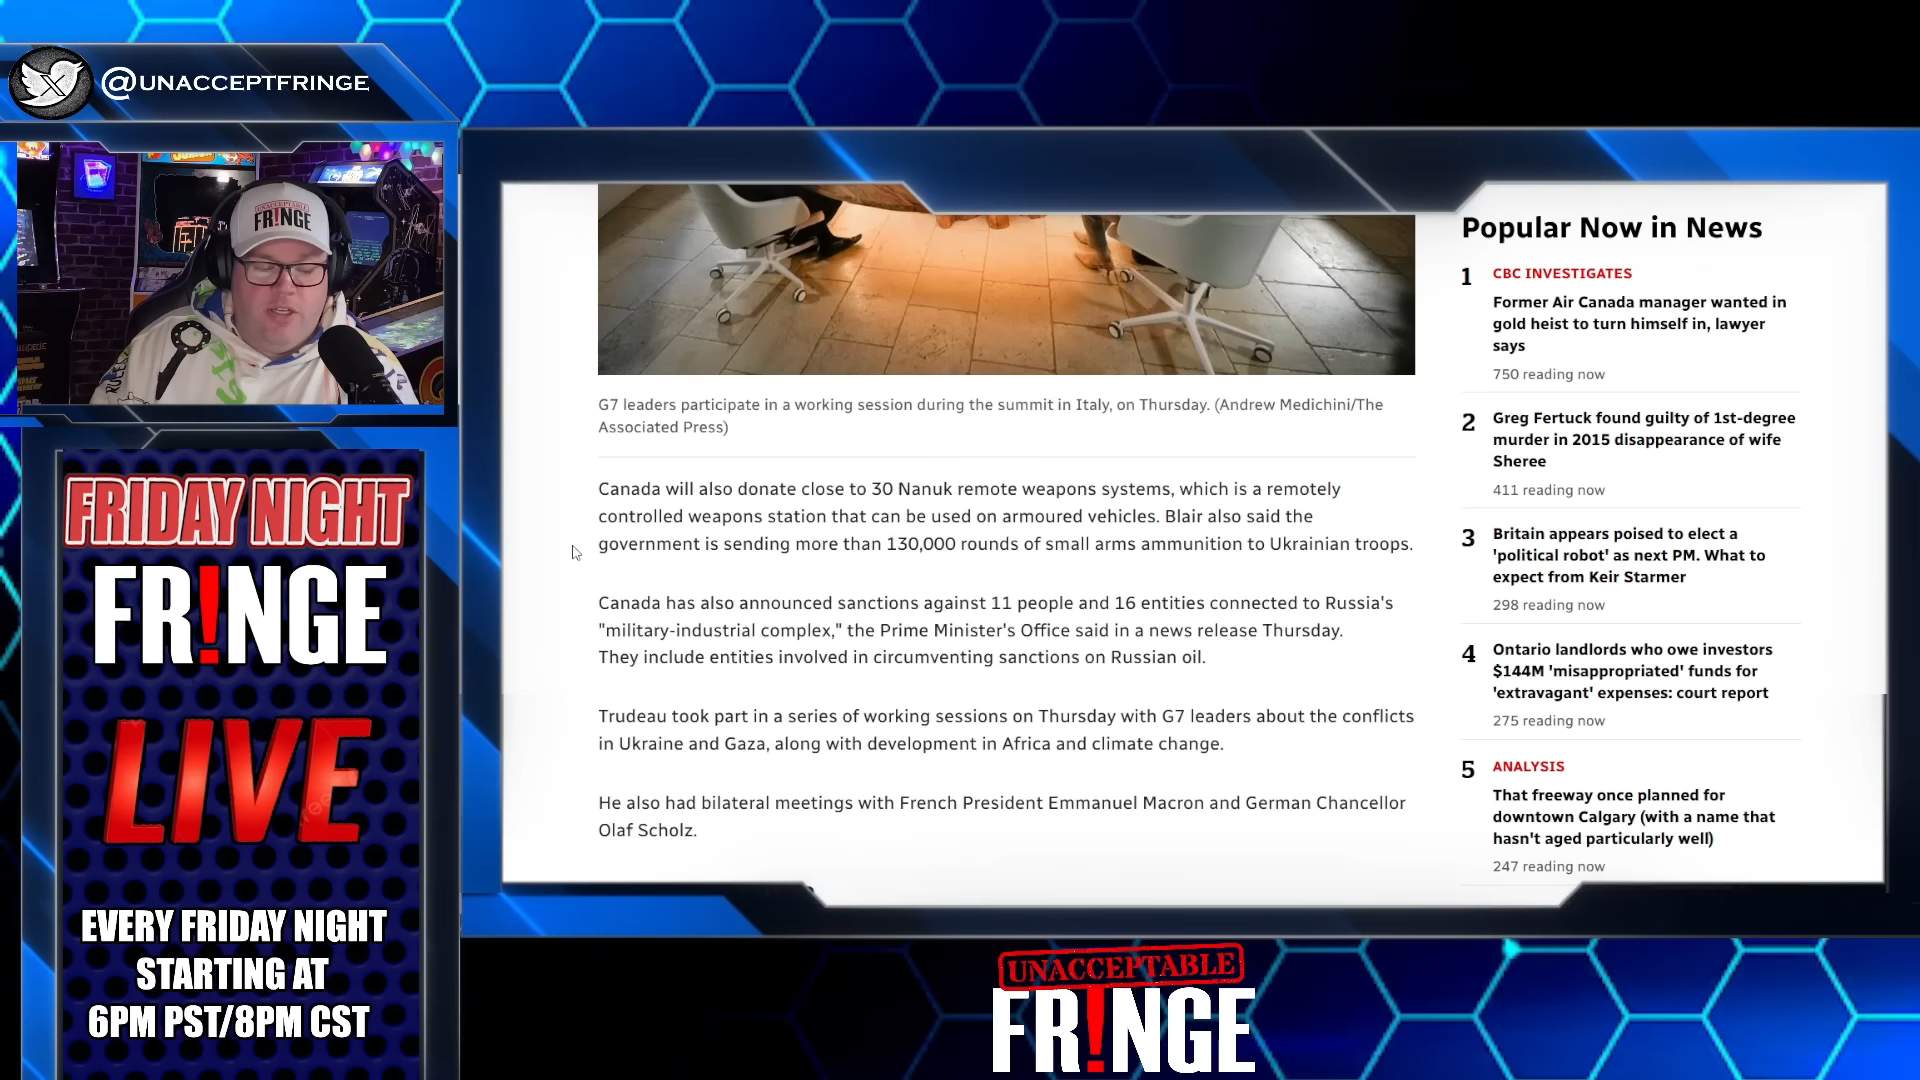 @UNACCEPTFRINGE
UNACCEPTABLE
FR!NGE
FRIDAY NIGHT
FR!NGE
LIVE
EVERY FRIDAY NIGHT
STARTING AT
6PM PST/8PM CST
G7 leaders participate in a working session during the summit in Italy, on Thursday. (Andrew Medichini/The
Associated Press)
Canada will also donate close to 30 Nanuk remote weapons systems, which is a remotely
controlled weapons station that can be used on armoured vehicles. Blair also said the
government is sending more than 130,000 rounds of small arms ammunition to Ukrainian troops.
Canada has also announced sanctions against 11 people and 16 entities connected to Russia's
"military-industrial complex," the Prime Minister's Office said in a news release Thursday.
They include entities involved in circumventing sanctions on Russian oil.
Trudeau took part in a series of working sessions on Thursday with G7 leaders about the conflicts
in Ukraine and Gaza, along with development in Africa and climate change.
He also had bilateral meetings with French President Emmanuel Macron and German Chancellor
Olaf Scholz.
Popular Now in News
1 CBC INVESTIGATES
Former Air Canada manager wanted in
gold heist to turn himself in, lawyer
says
750 reading now
2 Greg Fertuck found guilty of 1st-degree
murder in 2015 disappearance of wife
Sheree
411 reading now
3 Britain appears poised to elect a
'political robot' as next PM. What to
expect from Keir Starmer
298 reading now
4 Ontario landlords who owe investors
$144M 'misappropriated' funds for
'extravagant' expenses: court report
275 reading now
5 ANALYSIS
That freeway once planned for
downtown Calgary (with a name that
hasn't aged particularly well)
247 reading now
UNACCEPTABLE
FR!NGE